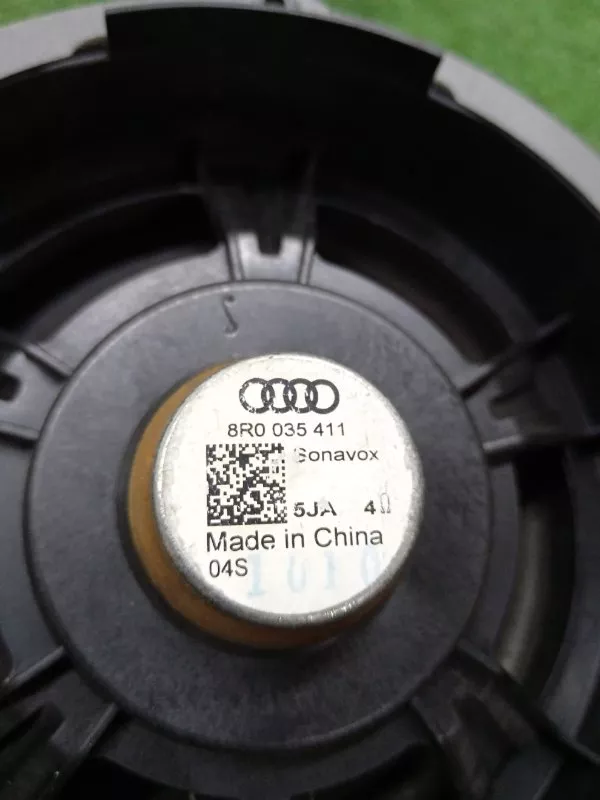 8R0 035 411
Sonavox
5JA 4Ω
Made in China
04S